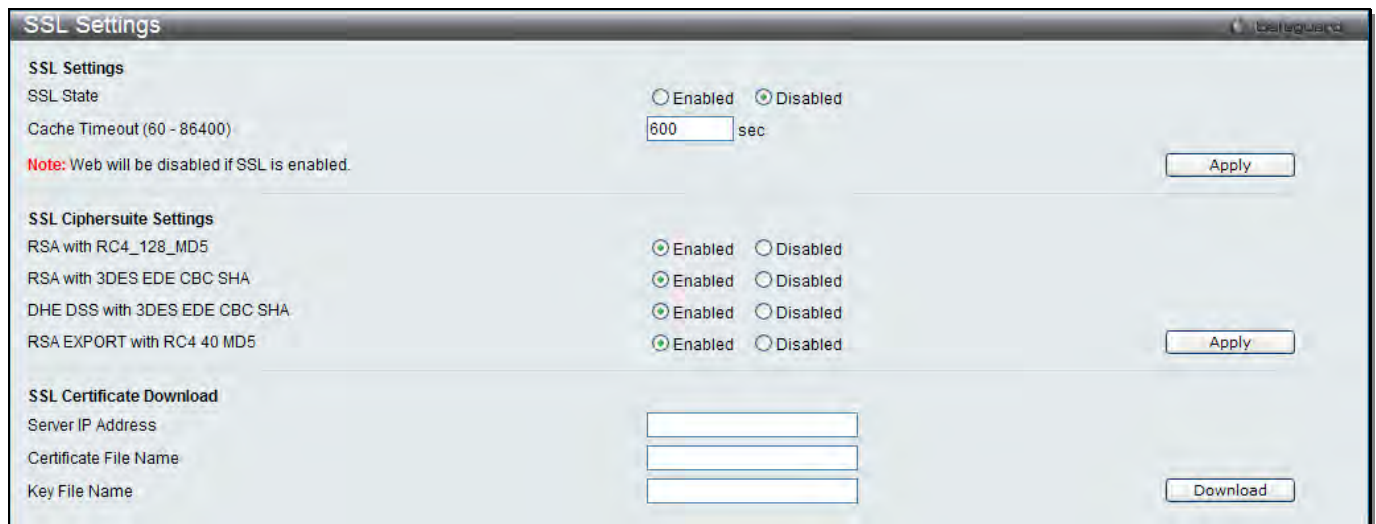 SSL Settings
Safeguard
SSL Settings
SSL State Enabled Disabled
Cache Timeout (60 - 86400) 600 sec
Note: Web will be disabled if SSL is enabled. Apply
SSL Ciphersuite Settings
RSA with RC4_128_MD5 Enabled Disabled
RSA with 3DES EDE CBC SHA Enabled Disabled
DHE DSS with 3DES EDE CBC SHA Enabled Disabled
RSA EXPORT with RC4 40 MD5 Enabled Disabled Apply
SSL Certificate Download
Server IP Address
Certificate File Name
Key File Name Download